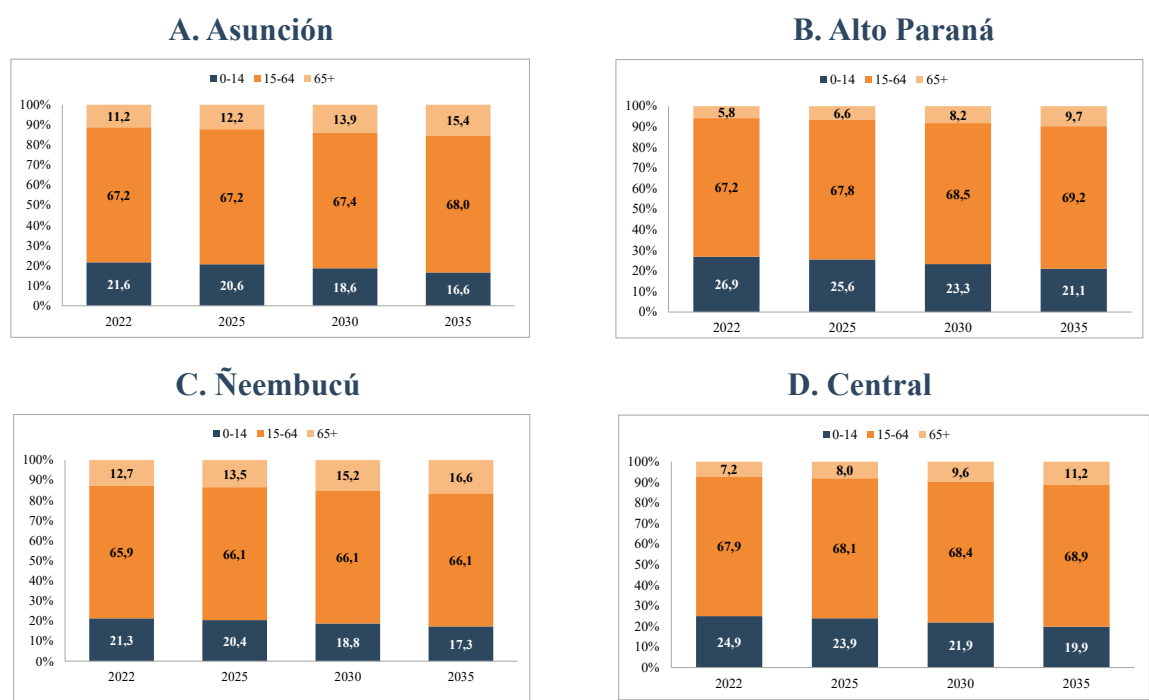 A. Asunción
0-14 15-64 65+
100%
90%
80%
70%
60%
50%
40%
30%
20%
10%
0%
11,2 12,2 13,9 15,4
67,2 67,2 67,4 68,0
21,6 20,6 18,6 16,6
2022 2025 2030 2035
B. Alto Paraná
0-14 15-64 65+
100%
90%
80%
70%
60%
50%
40%
30%
20%
10%
0%
5,8 6,6 8,2 9,7
67,2 67,8 68,5 69,2
26,9 25,6 23,3 21,1
2022 2025 2030 2035
C. Ñeembucú
0-14 15-64 65+
100%
90%
80%
70%
60%
50%
40%
30%
20%
10%
0%
12,7 13,5 15,2 16,6
65,9 66,1 66,1 66,1
21,3 20,4 18,8 17,3
2022 2025 2030 2035
D. Central
0-14 15-64 65+
100%
90%
80%
70%
60%
50%
40%
30%
20%
10%
0%
7,2 8,0 9,6 11,2
67,9 68,1 68,4 68,9
24,9 23,9 21,9 19,9
2022 2025 2030 2035